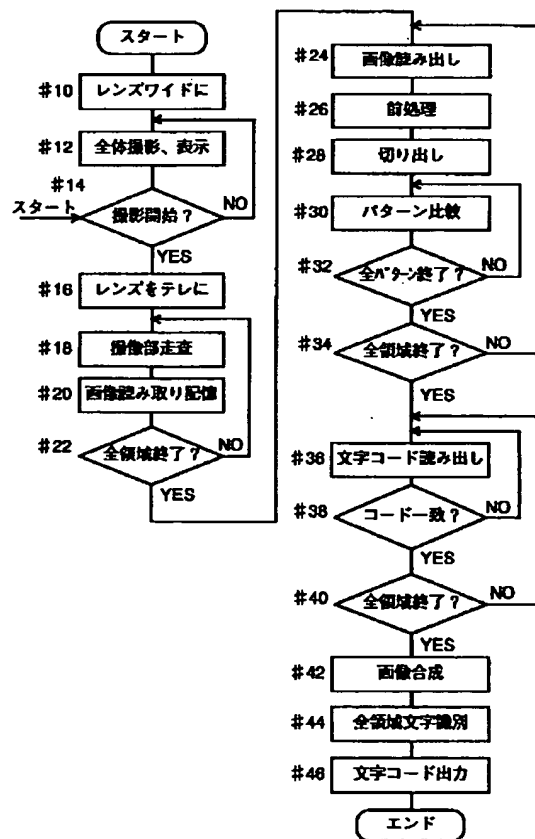 スタート
#10 レンズワイドに
#12 全体撮影、表示
#14
スタート
撮影開始？
NO
YES
#16 レンズをテレに
#18 撮像部走査
#20 画像読み取り記憶
#22 全領域終了？
NO
YES
#24 画像読み出し
#26 前処理
#28 切り出し
#30 パターン比較
#32 全パターン終了？
NO
YES
#34 全領域終了？
NO
YES
#36 文字コード読み出し
#38 コード一致？
NO
YES
#40 全領域終了？
NO
YES
#42 画像合成
#44 全領域文字識別
#46 文字コード出力
エンド